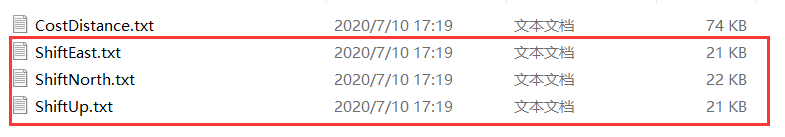 CostDistance.txt 2020/7/10 17:19 文本文档 74 KB
ShiftEast.txt 2020/7/10 17:19 文本文档 21 KB
ShiftNorth.txt 2020/7/10 17:19 文本文档 22 KB
ShiftUp.txt 2020/7/10 17:19 文本文档 21 KB